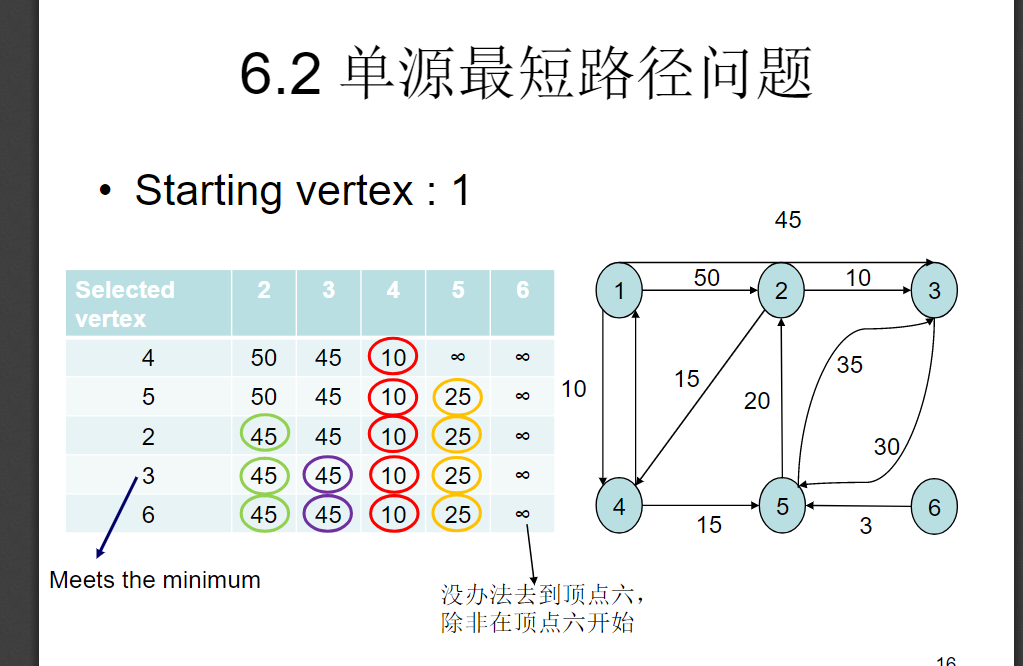 6.2 单源最短路径问题
• Starting vertex : 1
Selected vertex 2 3 4 5 6
4 50 45 10 ∞ ∞
5 50 45 10 25 ∞
2 45 45 10 25 ∞
3 45 45 10 25 ∞
6 45 45 10 25 ∞
Meets the minimum
没办法去到顶点六，
除非在顶点六开始
45
1 50 2 10 3
10 15 20 35 30
4 15 5 3 6
16